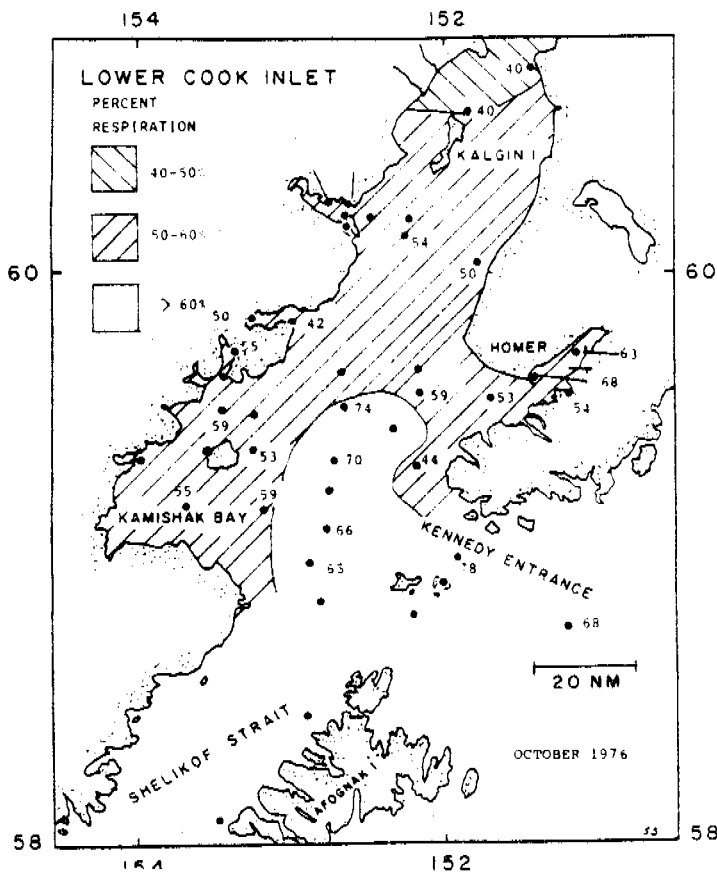 154 152
LOWER COOK INLET
PERCENT
RESPIRATION
40-50%
50-60%
> 60%
40
40
KALGIN I
54
60 60
50
50
42
55
HOMER
63
68
59
53
54
59
74
53
70
44
55
59
KAMISHAK BAY
66
KENNEDY ENTRANCE
63
68
20 NM
SHELIKOF STRAIT
OCTOBER 1976
AFOGNAK I
58 58
154 152